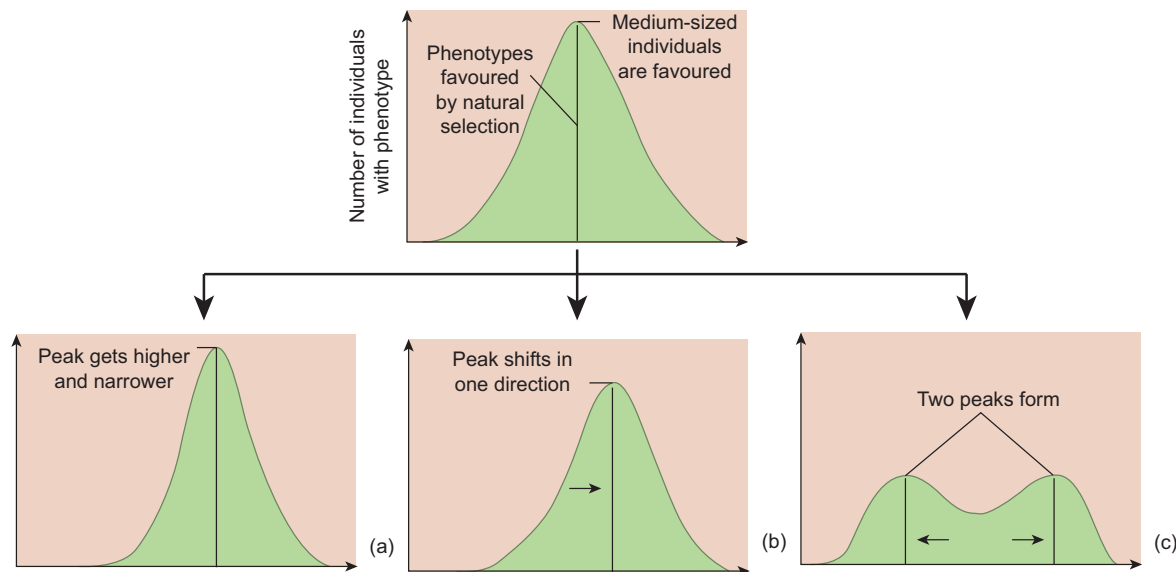 Number of individuals
with phenotype
Phenotypes
favoured
by natural
selection
Medium-sized
individuals
are favoured
Peak gets higher
and narrower
(a)
Peak shifts in
one direction
(b)
Two peaks form
(c)